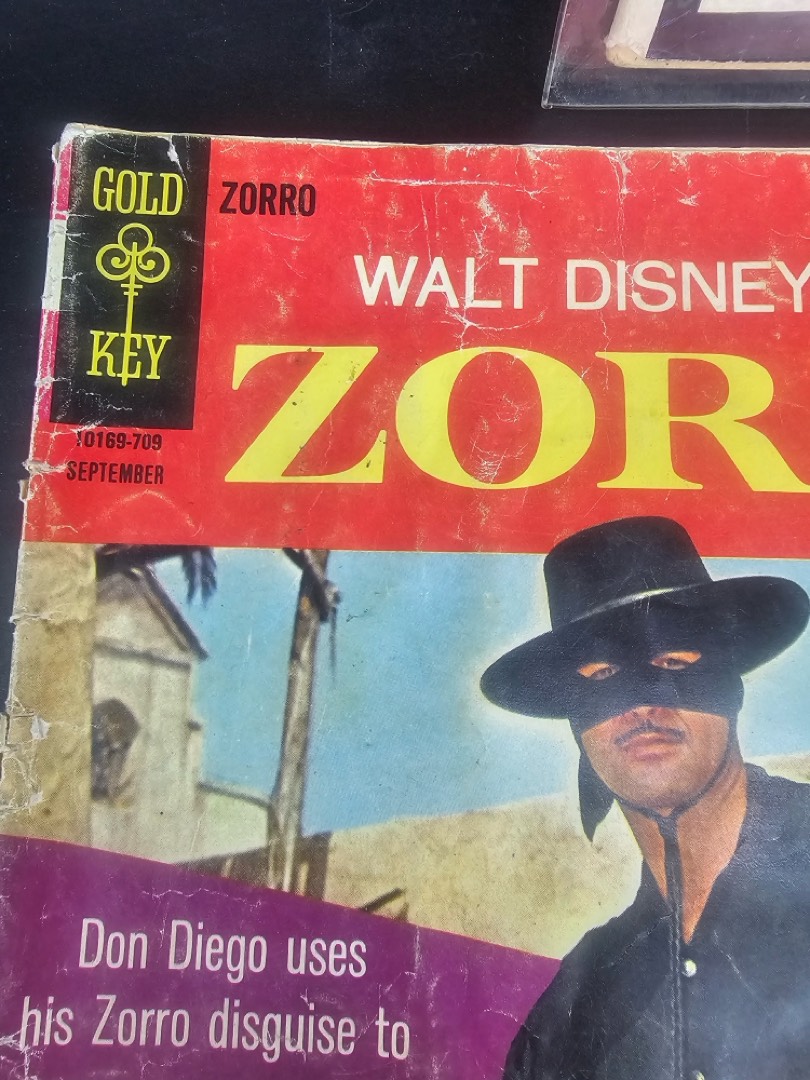 GOLD
KEY
ZORRO
WALT DISNEY
ZOR
10169-709
SEPTEMBER
Don Diego uses
his Zorro disguise to